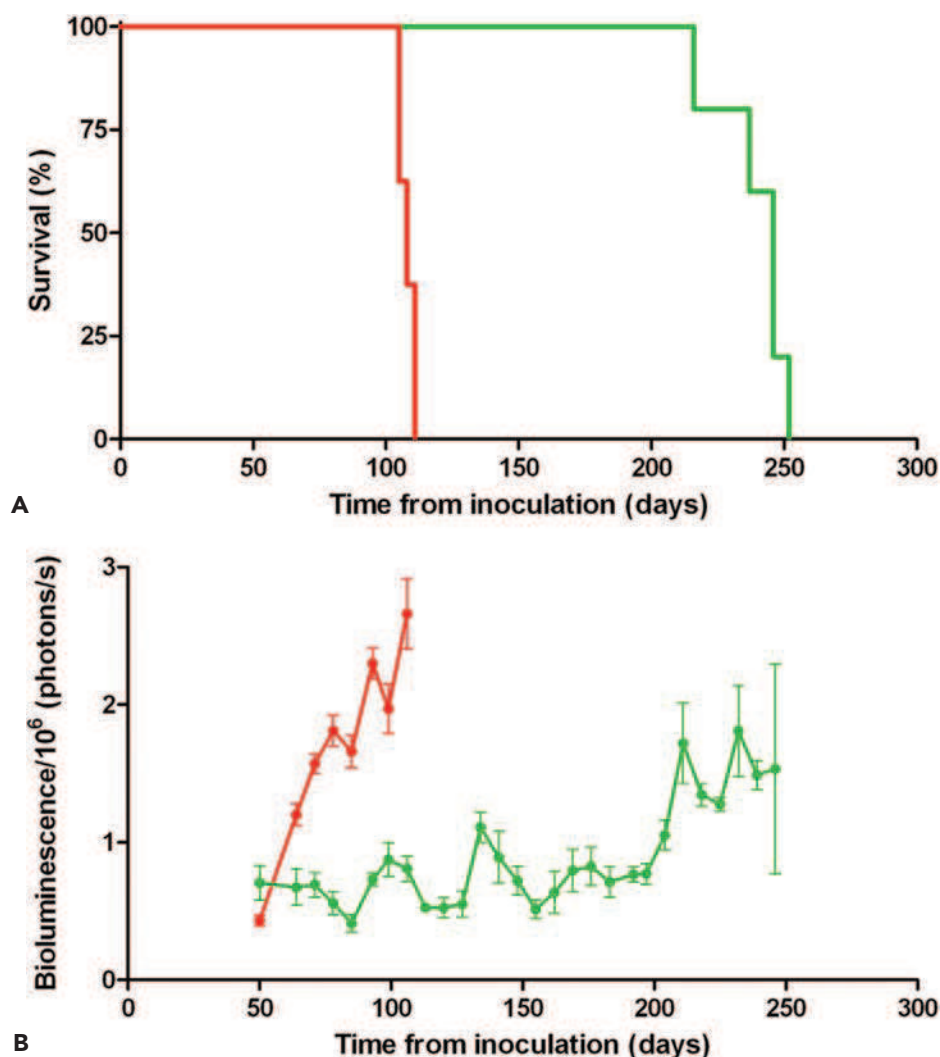 100
75
50
25
0
Survival (%)
0 50 100 150 200 250 300
Time from inoculation (days)
A
3
2
1
0
Bioluminescence/10⁶ (photons/s)
0 50 100 150 200 250 300
Time from inoculation (days)
B